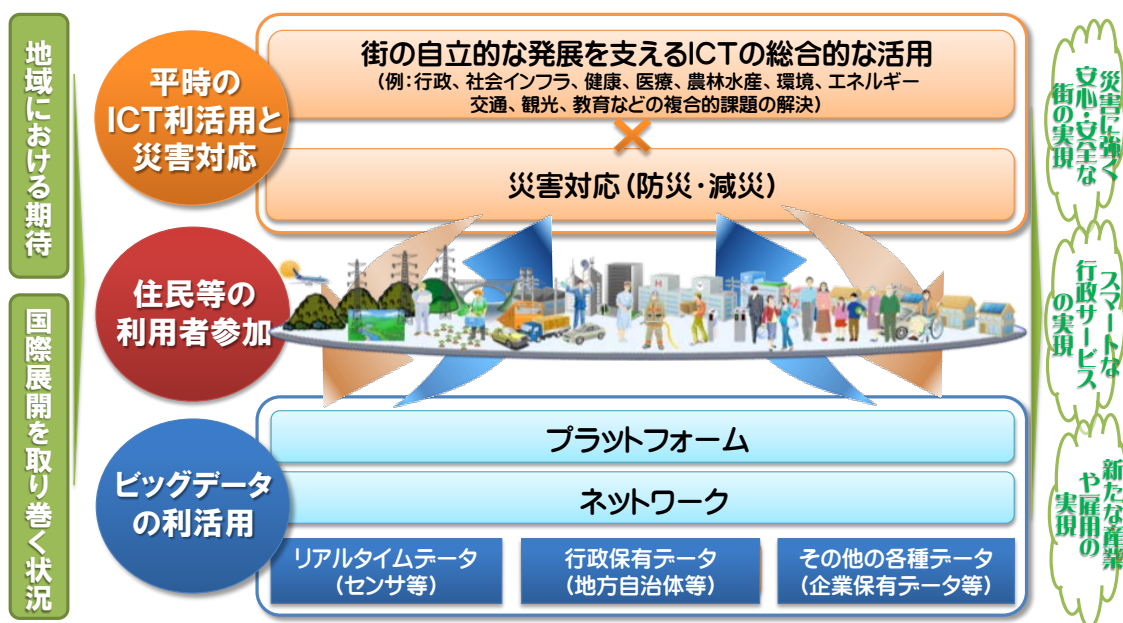 地域における期待
国際展開を取り巻く状況
平時の
ICT利活用と
災害対応
街の自立的な発展を支えるICTの総合的な活用
(例:行政、社会インフラ、健康、医療、農林水産、環境、エネルギー
交通、観光、教育などの複合的課題の解決)
×
災害対応(防災・減災)
住民等の
利用者参加
ビッグデータ
の利活用
プラットフォーム
ネットワーク
リアルタイムデータ
(センサ等)
行政保有データ
(地方自治体等)
その他の各種データ
(企業保有データ等)
災害に強く
安心・安全な
街の実現
スマートな
行政サービス
の実現
新たな産業
や雇用の
実現